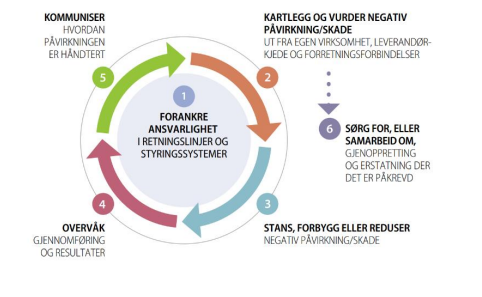 1
FORANKRE
ANSVARLIGHET
I RETNINGSLINJER OG
STYRINGSSYSTEMER
2
KARTLEGG OG VURDER NEGATIV
PÅVIRKNING/SKADE
UT FRA EGEN VIRKSOMHET, LEVERANDØR-
KJEDE OG FORRETNINGSFORBINDELSER
3
STANS, FORBYGG ELLER REDUSER
NEGATIV PÅVIRKNING/SKADE
4
OVERVÅK
GJENNOMFØRING
OG RESULTATER
5
KOMMUNISER
HVORDAN
PÅVIRKNINGEN
ER HÅNDTERT
6
SØRG FOR, ELLER
SAMARBEID OM,
GJENOPPRETTING
OG ERSTATNING DER
DET ER PÅKREVD